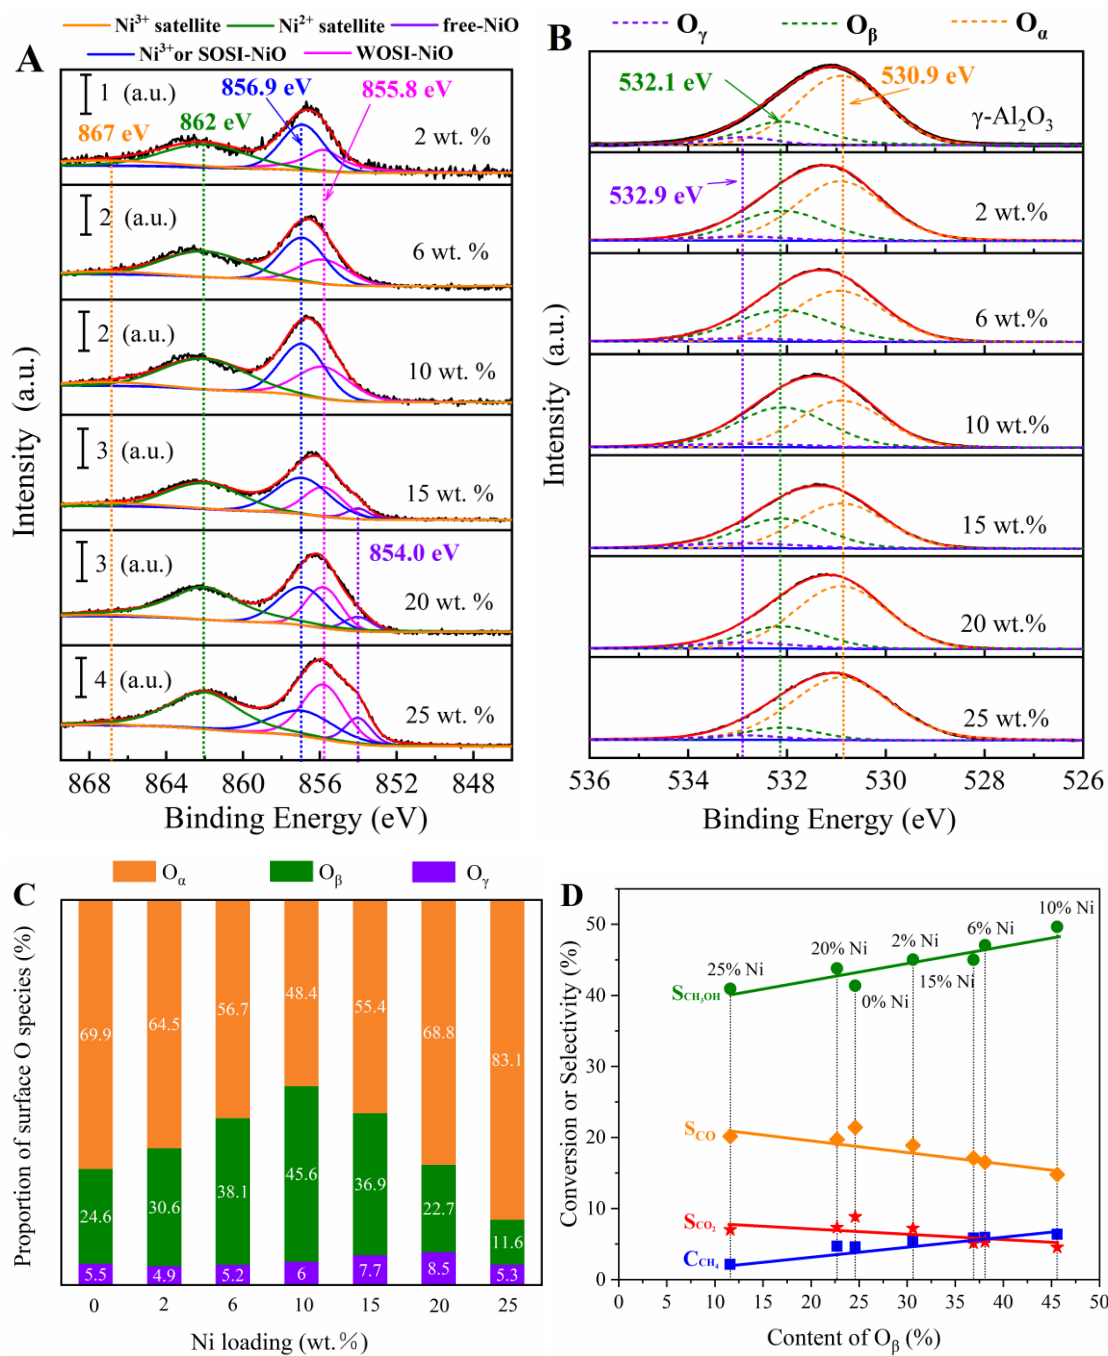 Ni³⁺ satellite Ni²⁺ satellite free-NiO
Ni³⁺or SOSI-NiO WOSI-NiO
A
1 (a.u.)
856.9 eV
855.8 eV
867 eV
862 eV
2 wt. %
2 (a.u.)
6 wt. %
2 (a.u.)
10 wt. %
3 (a.u.)
15 wt. %
3 (a.u.)
854.0 eV
20 wt. %
4 (a.u.)
25 wt. %
Intensity (a.u.)
868 864 860 856 852 848
Binding Energy (eV)
B
Oγ Oβ Oα
532.1 eV
530.9 eV
γ-Al₂O₃
532.9 eV
2 wt.%
6 wt.%
10 wt.%
15 wt.%
20 wt.%
25 wt.%
Intensity (a.u.)
536 534 532 530 528 526
Binding Energy (eV)
C
Oα Oβ Oγ
Proportion of surface O species (%)
69.9 64.5 56.7 48.4 55.4 68.8 83.1
24.6 30.6 38.1 45.6 36.9 22.7 11.6
5.5 4.9 5.2 6 7.7 8.5 5.3
0 2 6 10 15 20 25
Ni loading (wt.%)
D
Conversion or Selectivity (%)
50
40
30
20
10
0
10% Ni
6% Ni
2% Ni
20% Ni
25% Ni
15% Ni
0% Ni
S_CH₃OH
S_CO
S_CO₂
C_CH₄
0 5 10 15 20 25 30 35 40 45 50
Content of Oβ (%)